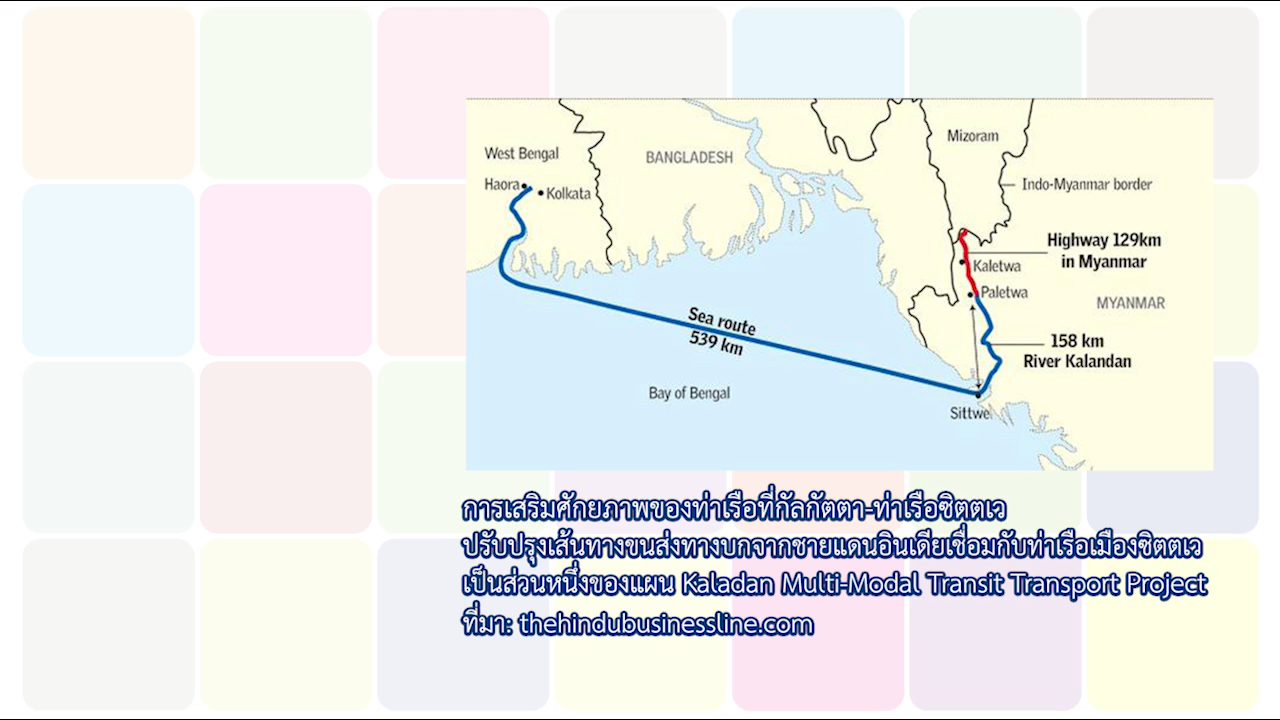 West Bengal
BANGLADESH
Mizoram
Haora
Kolkata
Indo-Myanmar border
Highway 129km
in Myanmar
Kaletwa
Paletwa
MYANMAR
Sea route
539 km
158 km
River Kalandan
Bay of Bengal
Sittwe
การเสริมศักยภาพของท่าเรือที่กัลกัตตา-ท่าเรือซิตตเว
ปรับปรุงเส้นทางขนส่งทางบกจากชายแดนอินเดียเชื่อมกับท่าเรือเมืองซิตตเว
เป็นส่วนหนึ่งของแผน Kaladan Multi-Modal Transit Transport Project
ที่มา: thehindubusinessline.com